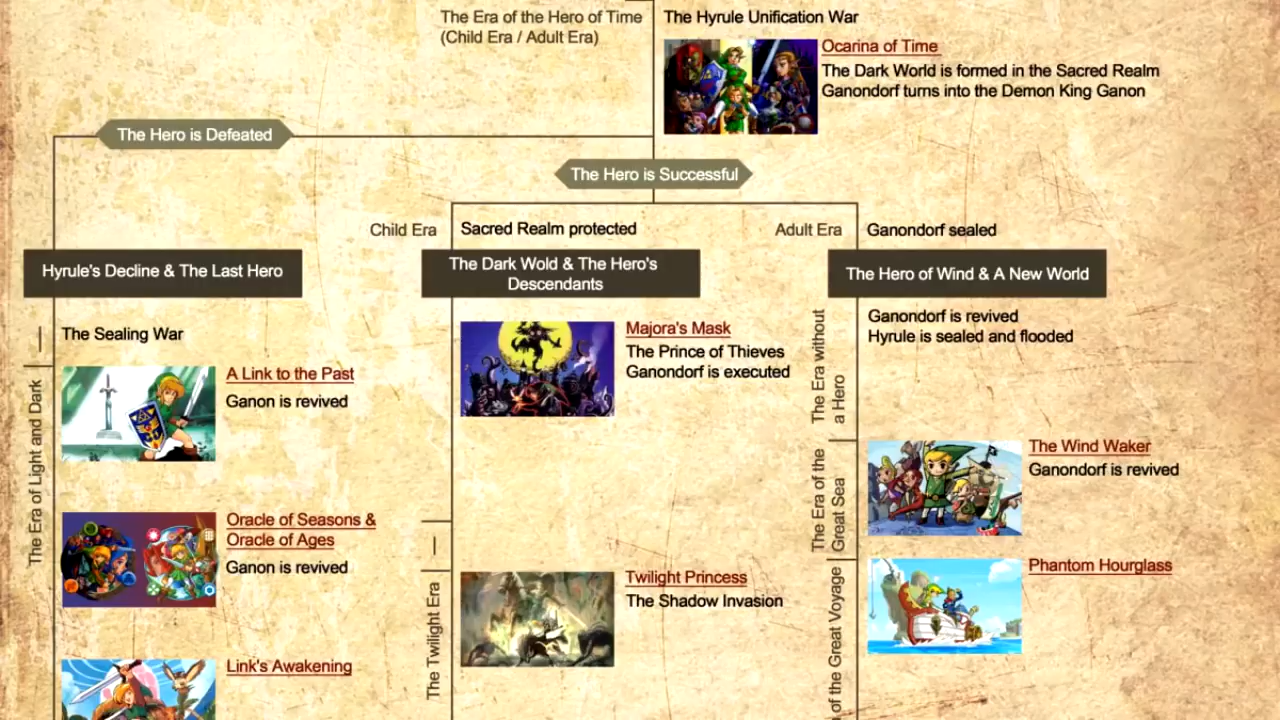 The Era of the Hero of Time
(Child Era / Adult Era)
The Hyrule Unification War
Ocarina of Time
The Dark World is formed in the Sacred Realm
Ganondorf turns into the Demon King Ganon
The Hero is Defeated
The Hero is Successful
Child Era
Sacred Realm protected
Adult Era
Ganondorf sealed
Hyrule's Decline & The Last Hero
The Sealing War
The Era of Light and Dark
A Link to the Past
Ganon is revived
Oracle of Seasons &
Oracle of Ages
Ganon is revived
Link's Awakening
The Dark Wold & The Hero's
Descendants
Majora's Mask
The Prince of Thieves
Ganondorf is executed
The Twilight Era
Twilight Princess
The Shadow Invasion
The Hero of Wind & A New World
The Era without
a Hero
Ganondorf is revived
Hyrule is sealed and flooded
The Era of the
Great Sea
The Wind Waker
Ganondorf is revived
of the Great Voyage
Phantom Hourglass